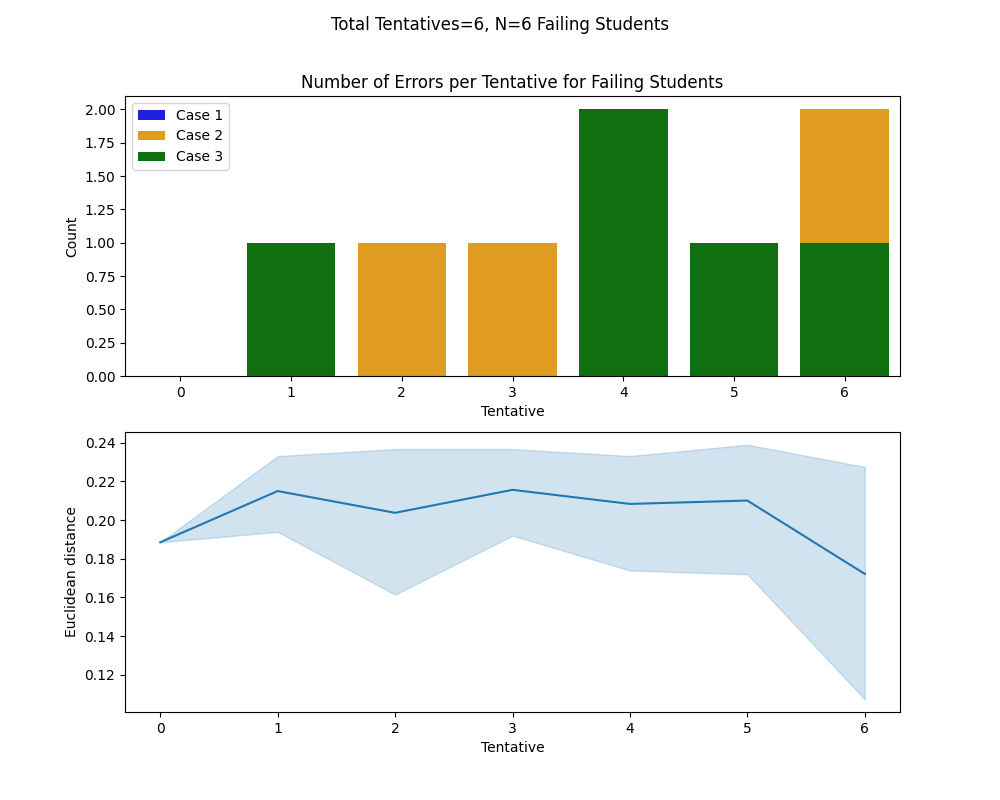 Total Tentatives=6, N=6 Failing Students
Number of Errors per Tentative for Failing Students
Case 1
Case 2
Case 3
2.00
1.75
1.50
1.25
1.00
0.75
0.50
0.25
0.00
Count
0 1 2 3 4 5 6
Tentative
0.24
0.22
0.20
0.18
0.16
0.14
0.12
Euclidean distance
0 1 2 3 4 5 6
Tentative